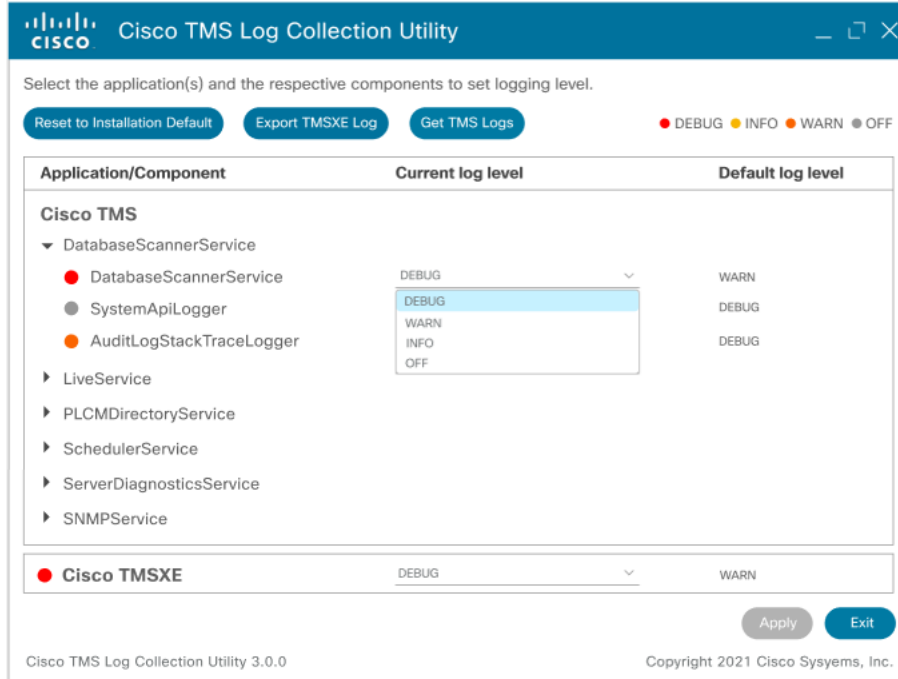 CISCO Cisco TMS Log Collection Utility
Select the application(s) and the respective components to set logging level.
Reset to Installation Default Export TMSXE Log Get TMS Logs DEBUG INFO WARN OFF
Application/Component Current log level Default log level
Cisco TMS
DatabaseScannerService
DatabaseScannerService DEBUG WARN
DEBUG
SystemApiLogger DEBUG
WARN
AuditLogStackTraceLogger INFO DEBUG
OFF
LiveService
PLCMDirectoryService
SchedulerService
ServerDiagnosticsService
SNMPService
Cisco TMSXE DEBUG WARN
Apply Exit
Cisco TMS Log Collection Utility 3.0.0 Copyright 2021 Cisco Sysyems, Inc.